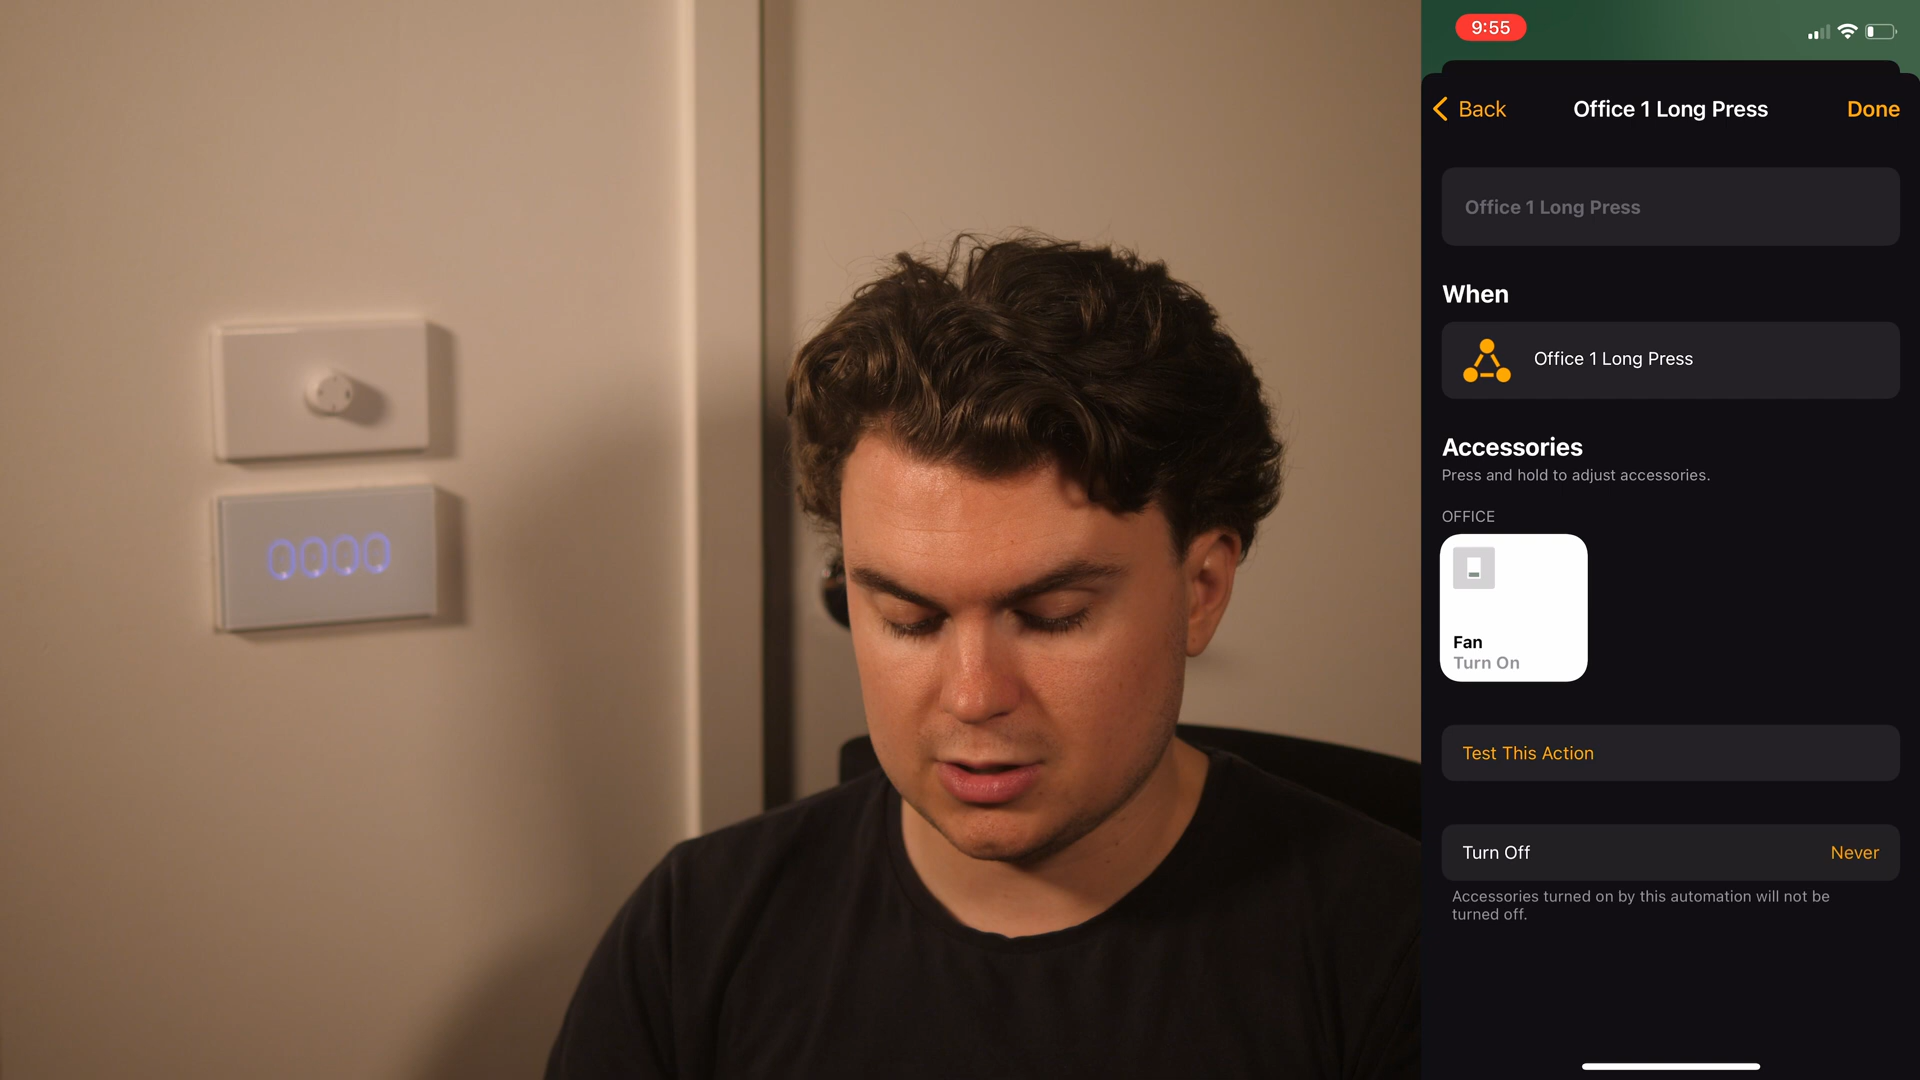 9:55
Back
Office 1 Long Press
Done
Office 1 Long Press
When
Office 1 Long Press
Accessories
Press and hold to adjust accessories.
OFFICE
Fan
Turn On
Test This Action
Turn Off
Never
Accessories turned on by this automation will not be
turned off.